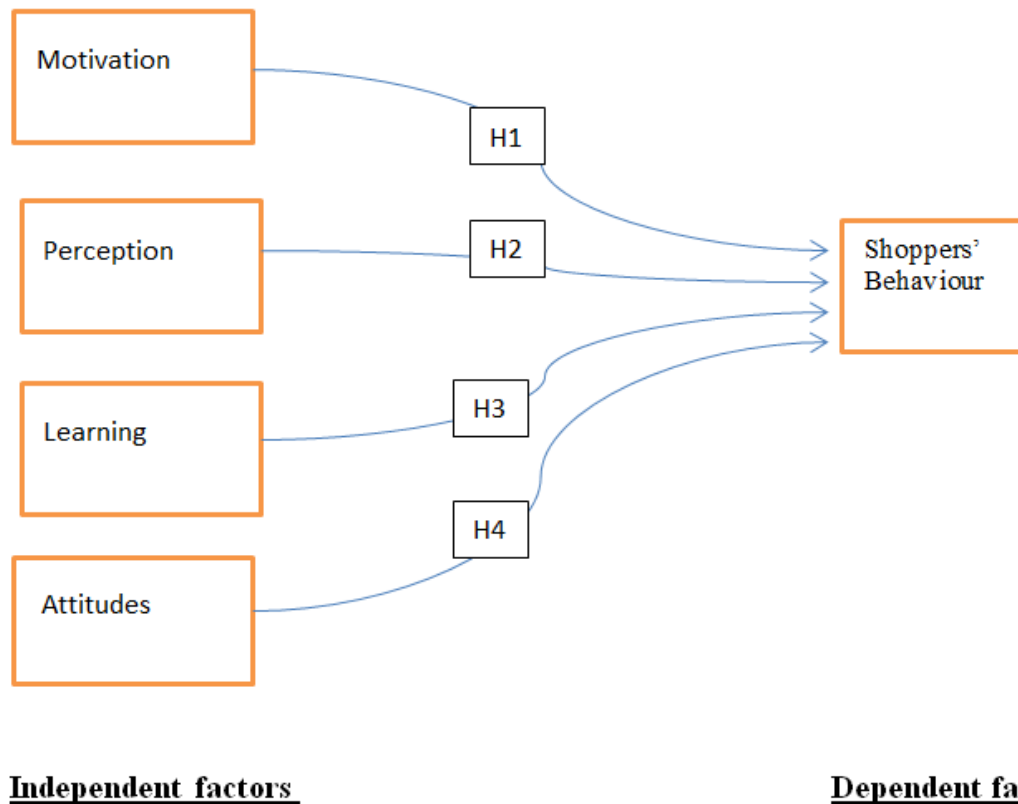 Motivation
H1
Perception
H2
Shoppers’
Behaviour
Learning
H3
H4
Attitudes
Independent factors
Dependent fa